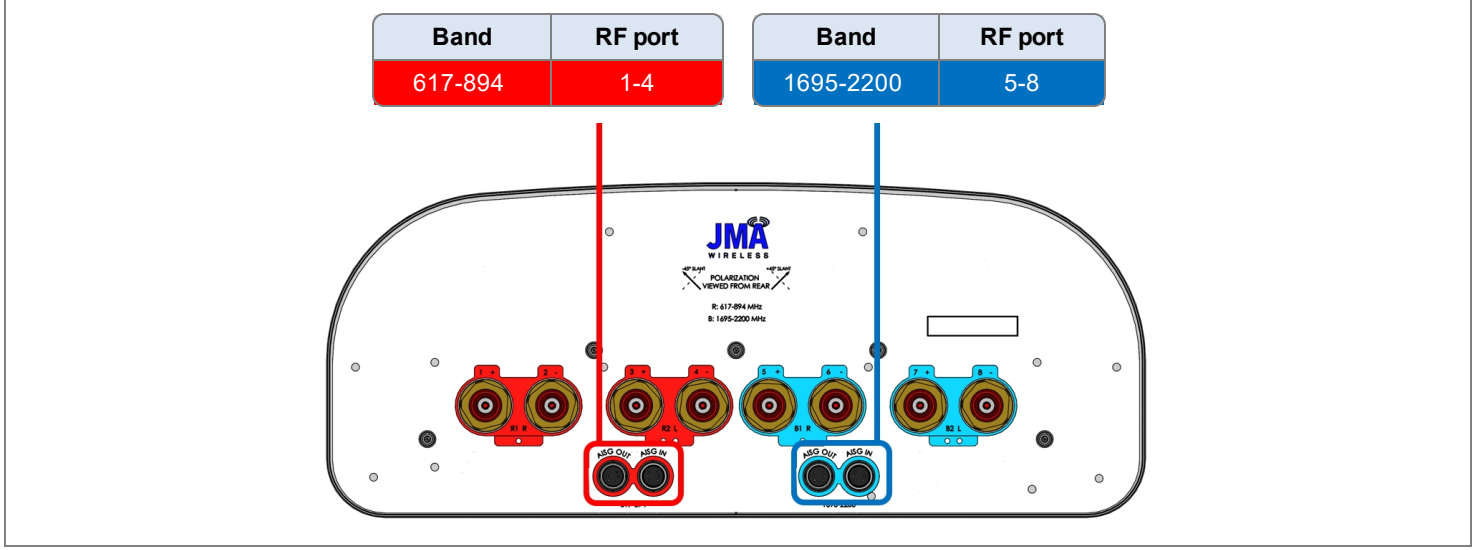 Band RF port Band RF port
617-894 1-4 1695-2200 5-8
JMA
WIRELESS
-45° SLANT +45° SLANT
POLARIZATION
VIEWED FROM REAR
R: 617-894 MHz
B: 1695-2200 MHz
1 + 2 - 3 + 4 - 5 + 6 - 7 + 8 -
R1 R R2 L B1 R B2 L
AISG OUT AISG IN AISG OUT AISG IN